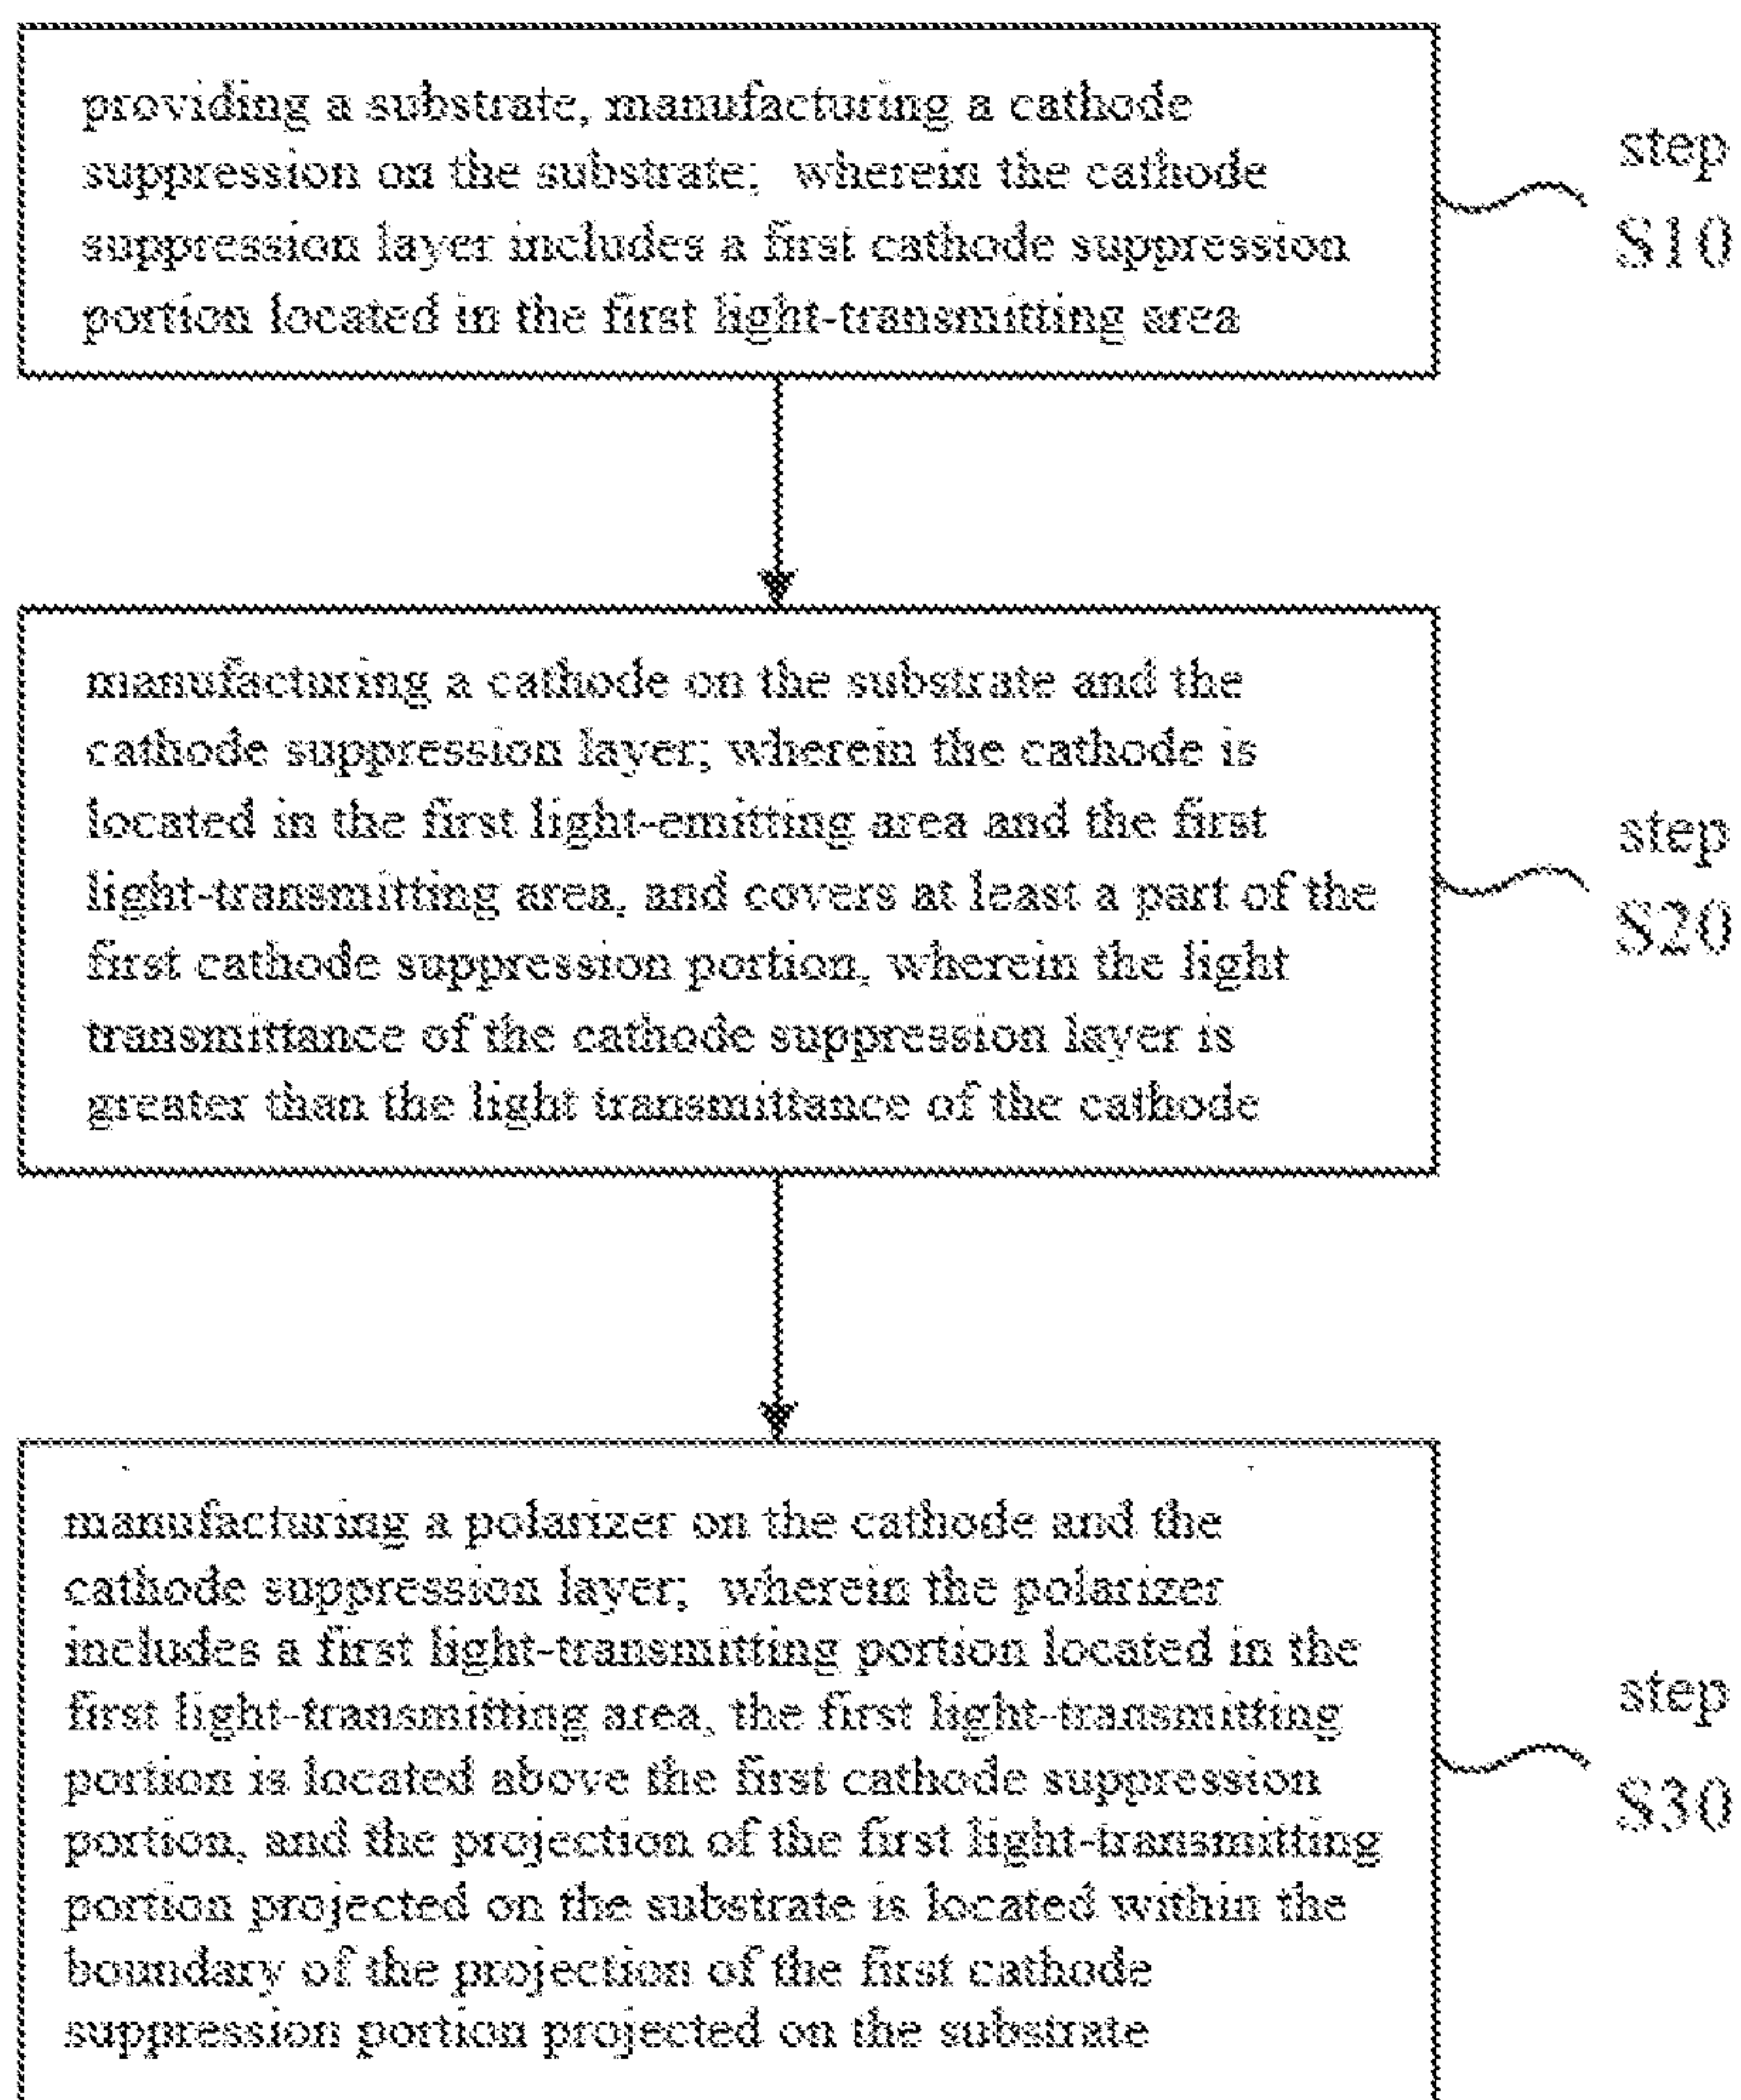 providing a substrate, manufacturing a cathode
suppression on the substrate; wherein the cathode
suppression layer includes a first cathode suppression
portion located in the first light-transmitting area
step
S10
manufacturing a cathode on the substrate and the
cathode suppression layer; wherein the cathode is
located in the first light-emitting area and the first
light-transmitting area, and covers at least a part of the
first cathode suppression portion, wherein the light
transmittance of the cathode suppression layer is
greater than the light transmittance of the cathode
step
S20
manufacturing a polarizer on the cathode and the
cathode suppression layer; wherein the polarizer
includes a first light-transmitting portion located in the
first light-transmitting area, the first light-transmitting
portion is located above the first cathode suppression
portion, and the projection of the first light-transmitting
portion projected on the substrate is located within the
boundary of the projection of the first cathode
suppression portion projected on the substrate
step
S30